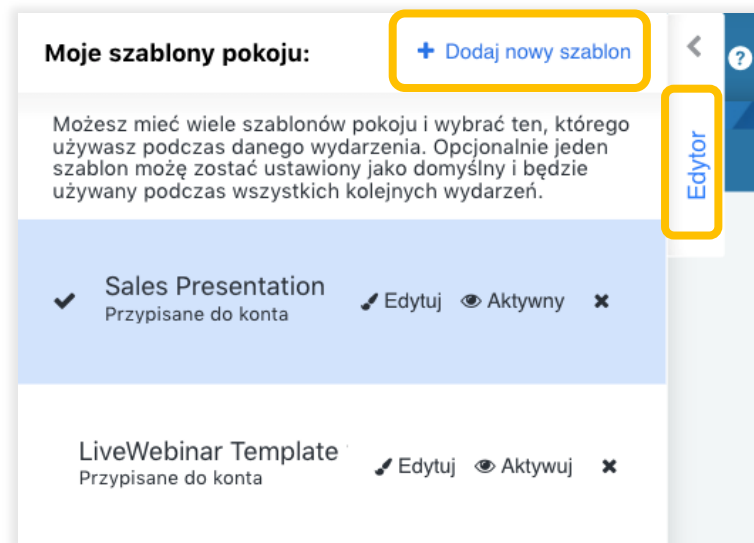 Moje szablony pokoju:
+ Dodaj nowy szablon
?
Edytor
Możesz mieć wiele szablonów pokoju i wybrać ten, którego
używasz podczas danego wydarzenia. Opcjonalnie jeden
szablon możę zostać ustawiony jako domyślny i będzie
używany podczas wszystkich kolejnych wydarzeń.
Sales Presentation
Przypisane do konta
Edytuj
Aktywny
LiveWebinar Template
Przypisane do konta
Edytuj
Aktywuj